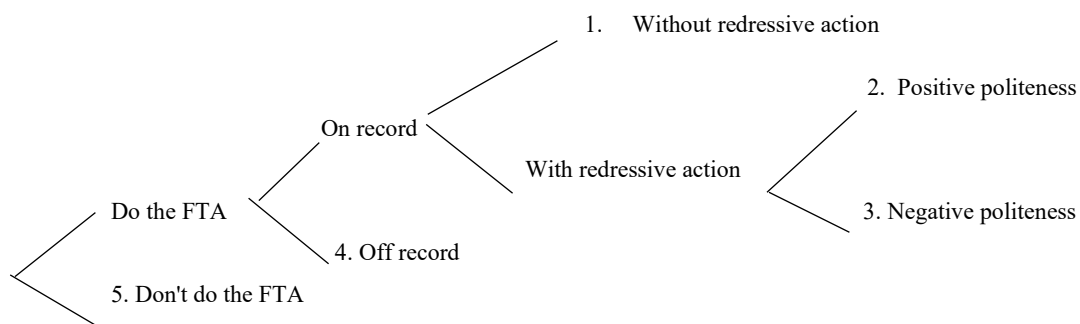 1. Without redressive action
2. Positive politeness
On record
With redressive action
Do the FTA
3. Negative politeness
4. Off record
5. Don't do the FTA